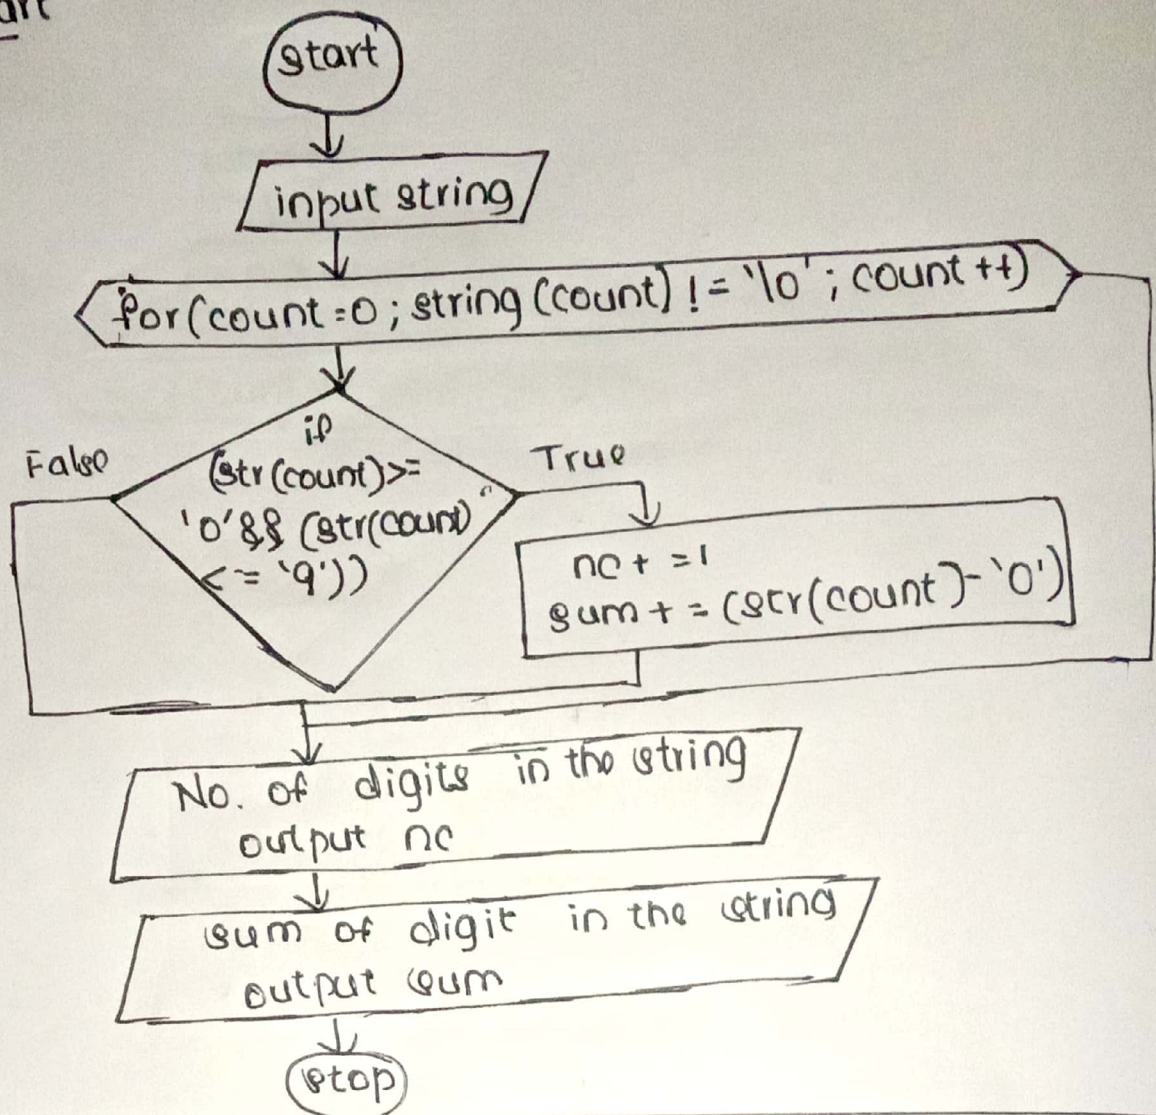 start
input string
for(count=0; string(count) != '\0'; count++)
if
(str(count)>=
False
True
'0'&& (str(count)
<= '9'))
nc+=1
sum+=(str(count)-'0')
No. of digits in the string
output nc
sum of digit in the string
output sum
stop